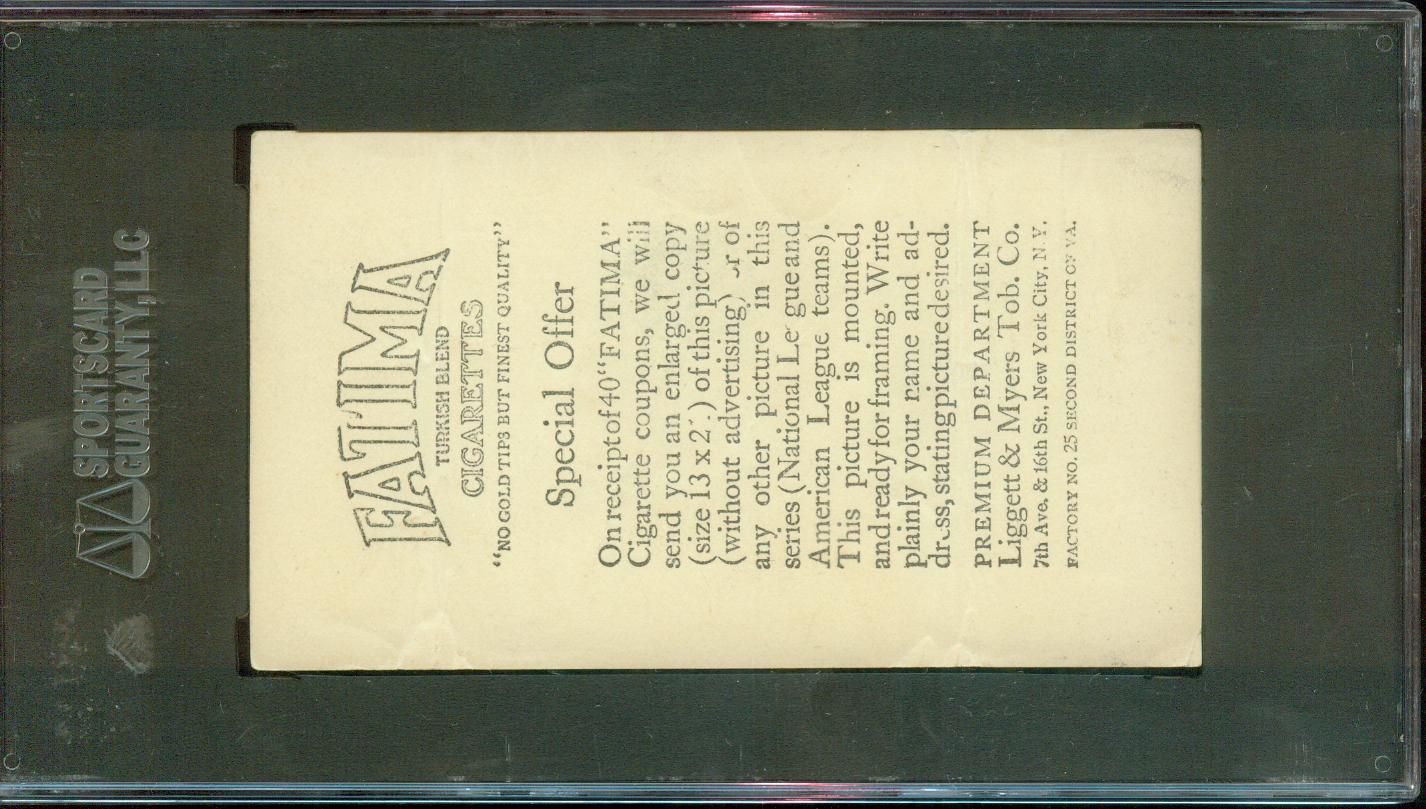 SPORTSCARD
GUARANTY, LLC
FATIMA
TURKISH BLEND
CIGARETTES
"NO GOLD TIPS BUT FINEST QUALITY"
Special Offer
On receipt of 40 "FATIMA"
Cigarette coupons, we will
send you an enlarged copy
(size 13 x 21) of this picture
(without advertising) or of
any other picture in this
series (National League and
American League teams).
This picture is mounted,
and ready for framing. Write
plainly your name and ad-
dress, stating picture desired.
PREMIUM DEPARTMENT
Liggett & Myers Tob. Co.
7th Ave. & 16th St., New York City, N. Y.
FACTORY NO. 25 SECOND DISTRICT OF VA.